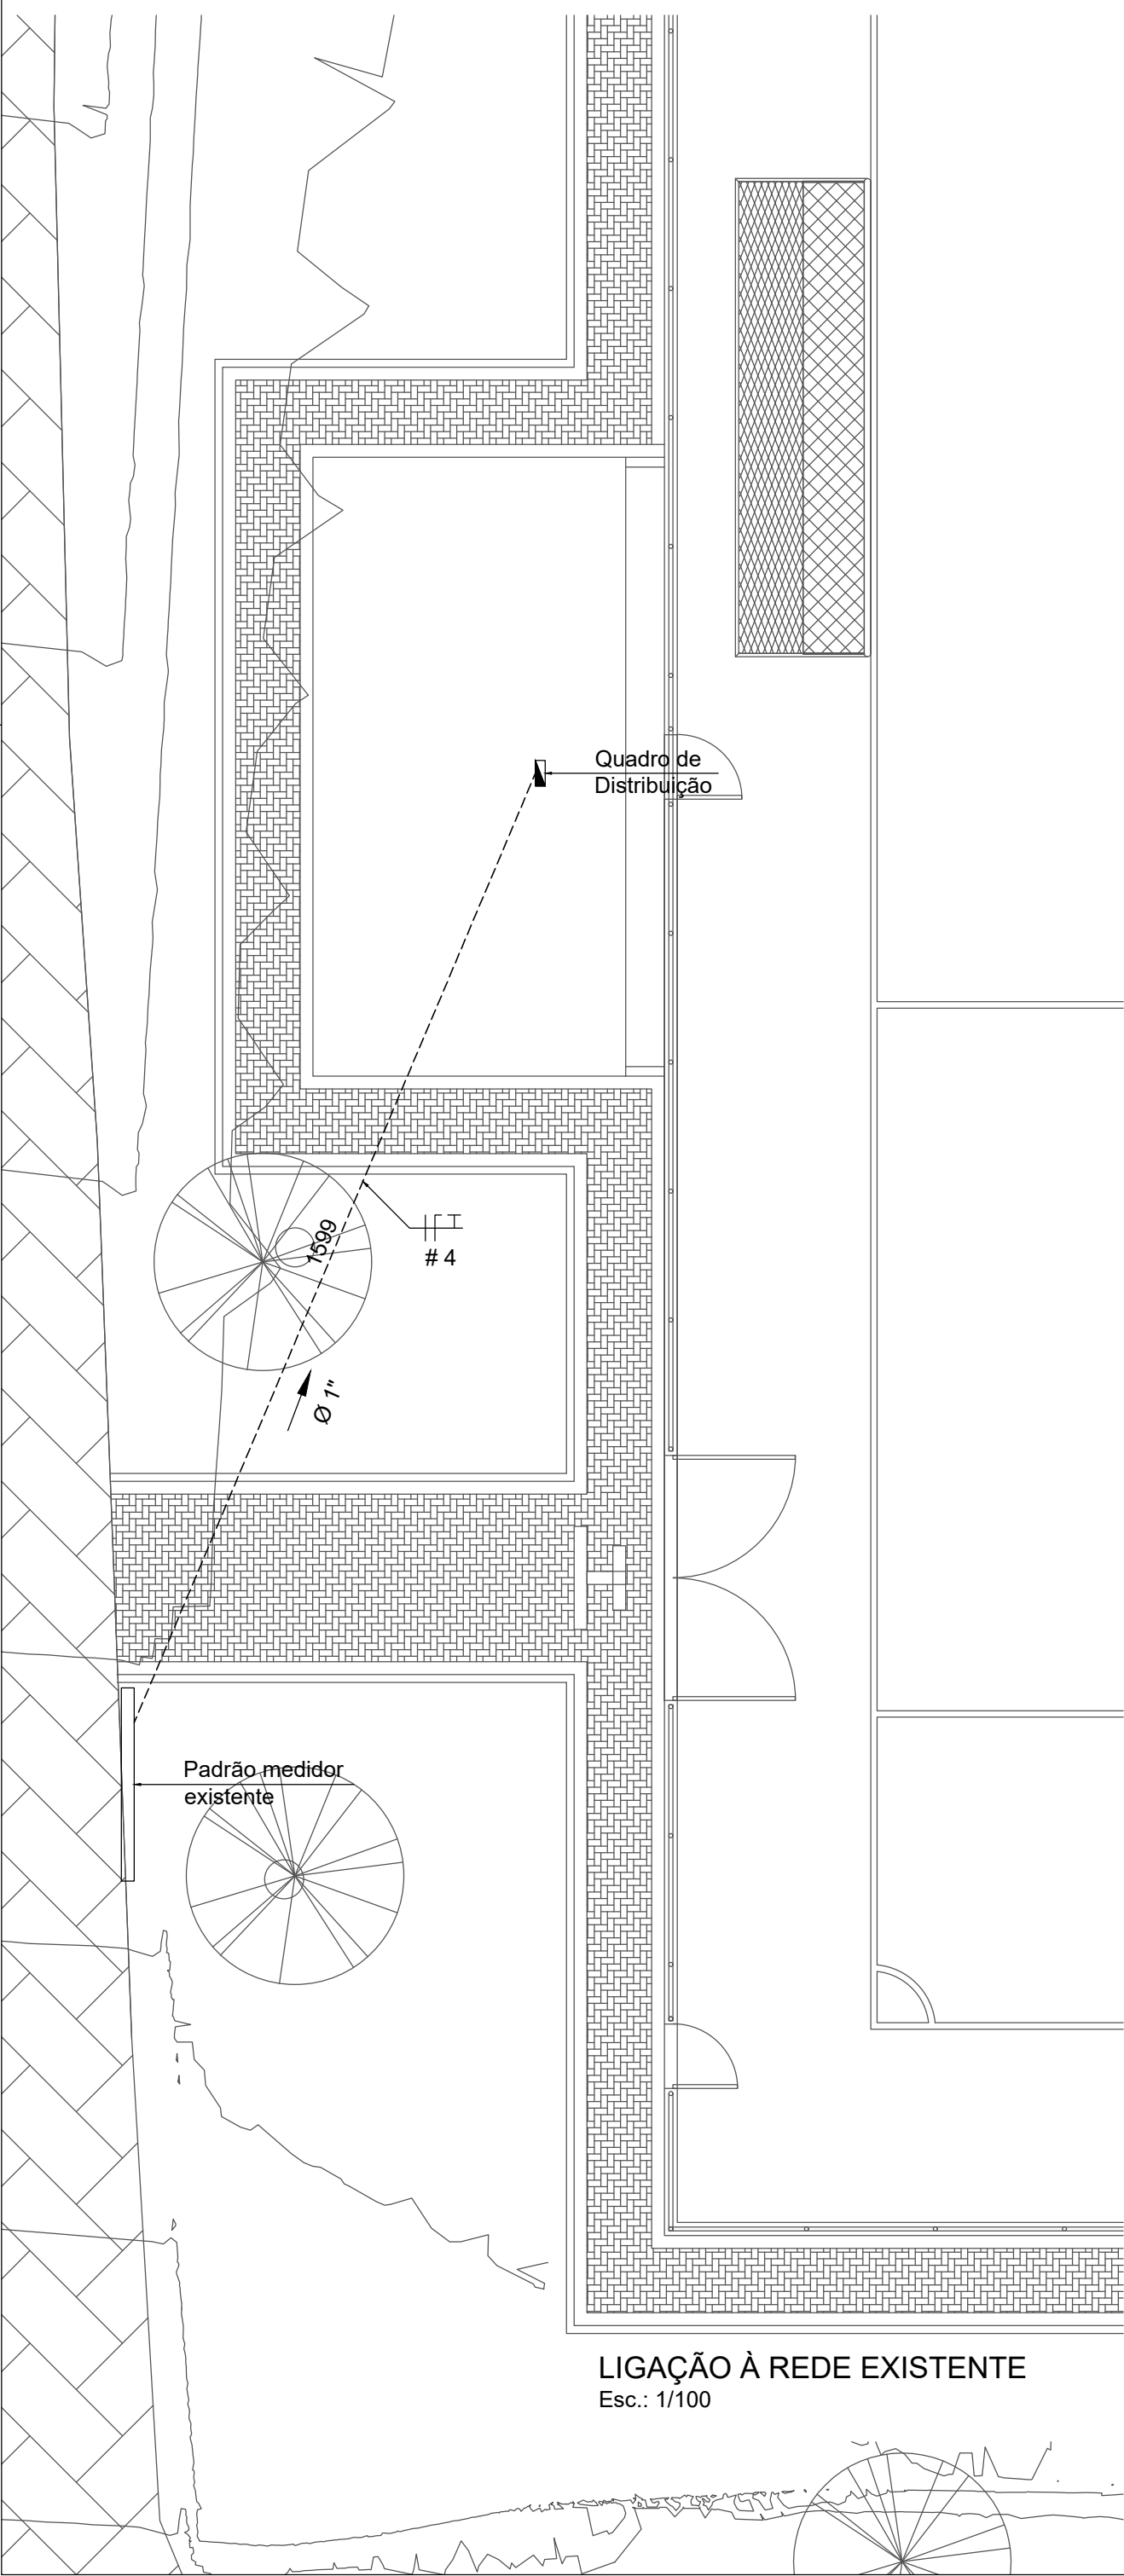 Quadro de
Distribuição
1599
# 4
Ø 1"
Padrão medidor
existente
LIGAÇÃO À REDE EXISTENTE
Esc.: 1/100